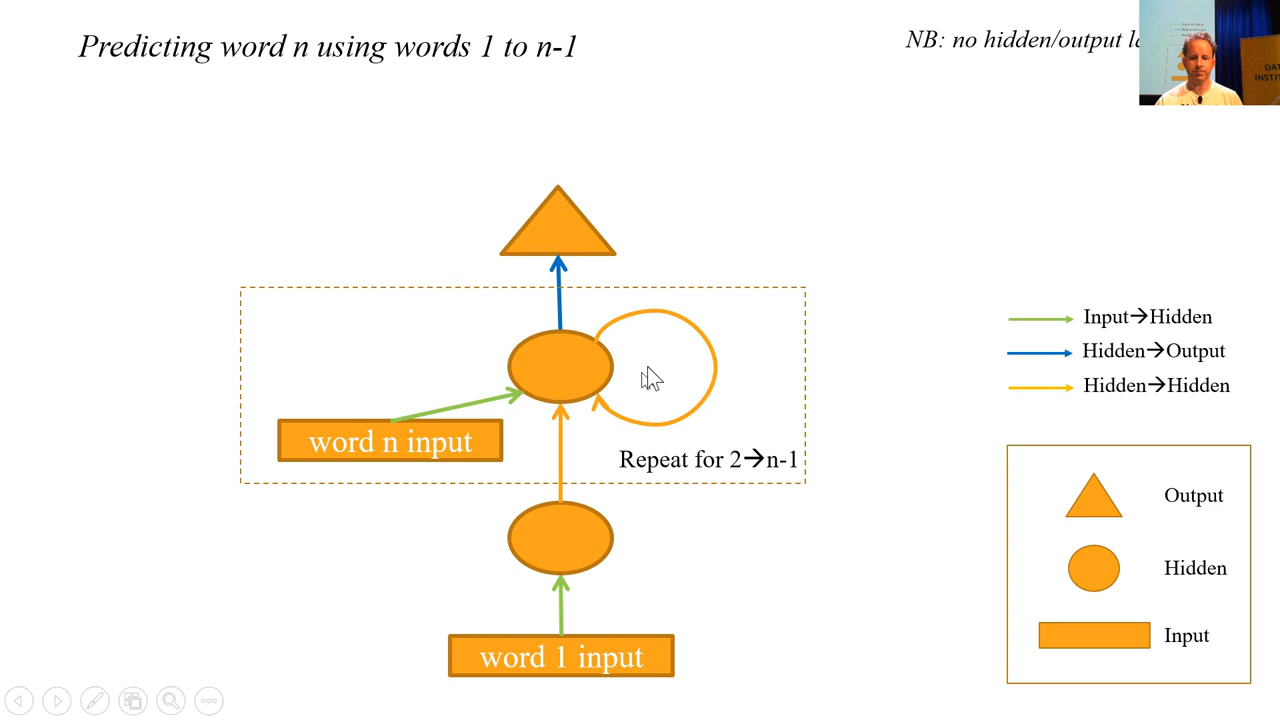 Predicting word n using words 1 to n-1
NB: no hidden/output
Input→Hidden
Hidden→Output
Hidden→Hidden
word n input
Repeat for 2→n-1
word 1 input
Output
Hidden
Input